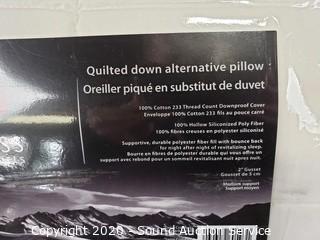 Quilted down alternative pillow
Oreiller piqué en substitut de duvet
100% Cotton 233 Thread Count Downproof Cover
Enveloppe 100% Cotton 233 fils au pouce carré
100% Hollow Siliconized Poly Fiber
100% fibres creuses en polyester siliconisé
Supportive, durable polyester fiber fill with bounce back
for night after night of revitalizing sleep.
Bourre en fibres de polyester durable qui vous offre un
support avec rebond pour un sommeil revitalisant nuit après nuit.
2" Gusset
Gousset de 5 cm
Medium support
Support moyen
Copyright 2020 - Sound Auction Service